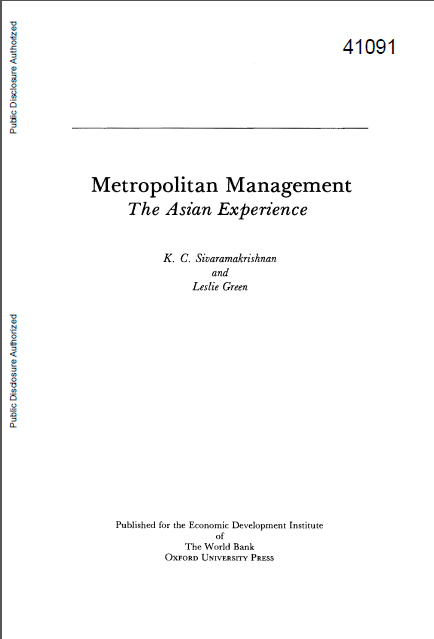 41091
Public Disclosure Authorized
Metropolitan Management
The Asian Experience
K. C. Sivaramakrishnan
and
Leslie Green
Public Disclosure Authorized
Published for the Economic Development Institute
of
The World Bank
OXFORD UNIVERSITY PRESS